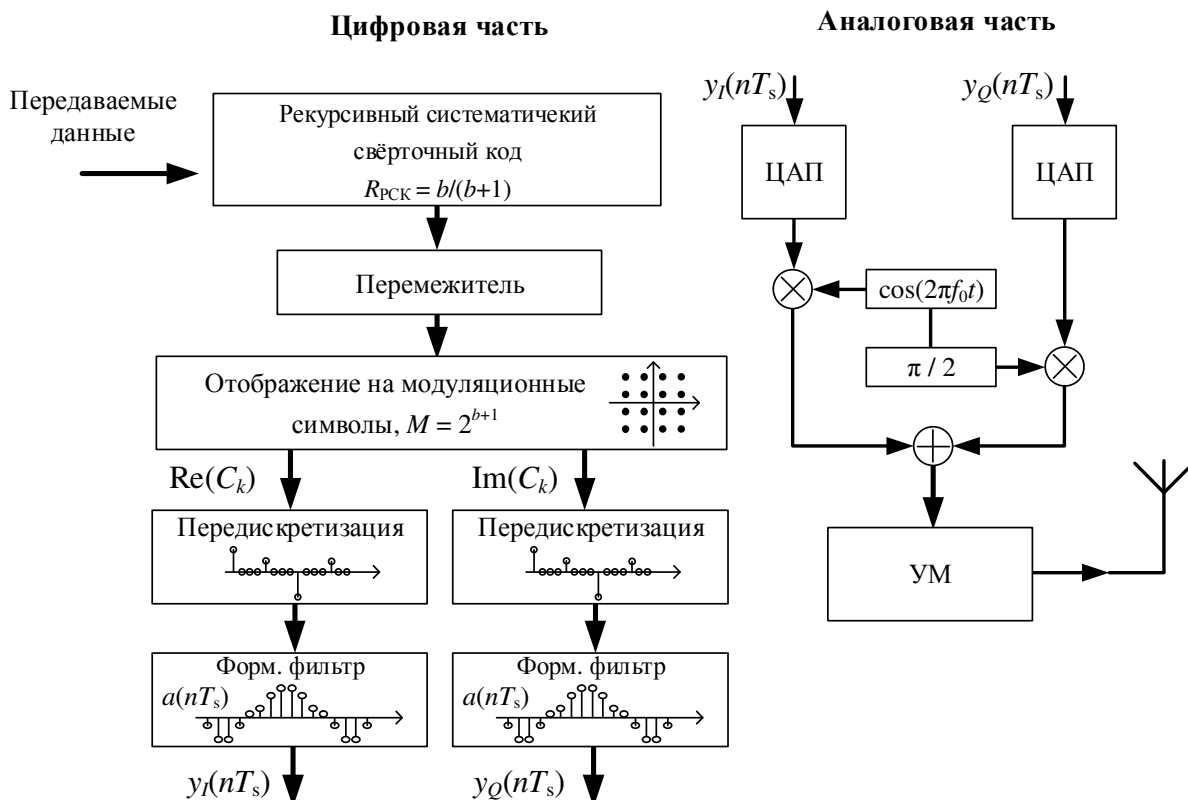 Цифровая часть
Аналоговая часть
Передаваемые
данные
Рекурсивный систематичекий
свёрточный код
R_РСК = b/(b+1)
Перемежитель
Отображение на модуляционные
символы, M = 2^{b+1}
Re(C_k)
Im(C_k)
Передискретизация
Передискретизация
Форм. фильтр
a(nT_s)
Форм. фильтр
a(nT_s)
y_I(nT_s)
y_Q(nT_s)
y_I(nT_s)
y_Q(nT_s)
ЦАП
ЦАП
cos(2πf_0t)
π / 2
УМ